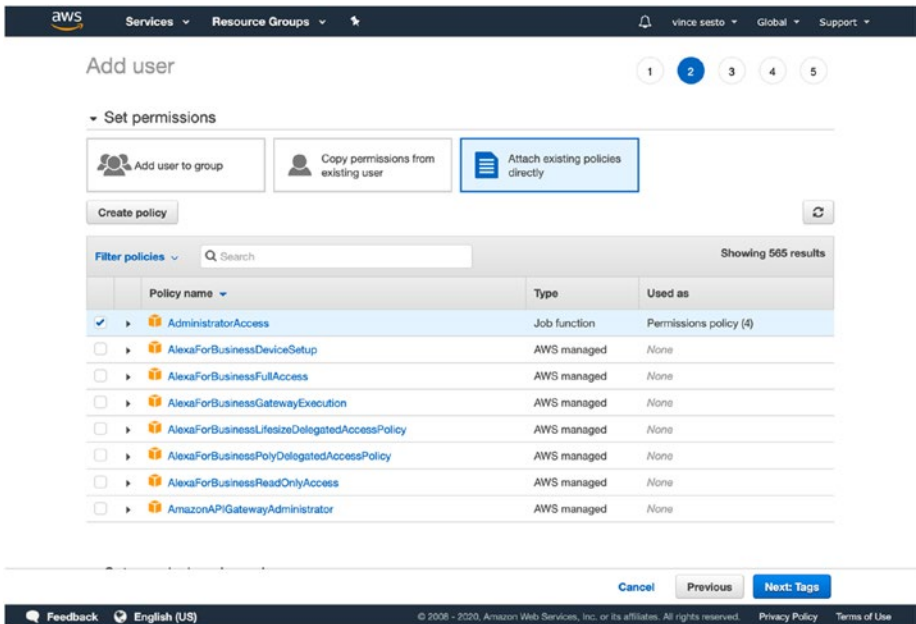 aws Services Resource Groups vince sesto Global Support
Add user 1 2 3 4 5
Set permissions
Add user to group
Copy permissions from existing user
Attach existing policies directly
Create policy
Filter policies Search Showing 565 results
Policy name Type Used as
AdministratorAccess Job function Permissions policy (4)
AlexaForBusinessDeviceSetup AWS managed None
AlexaForBusinessFullAccess AWS managed None
AlexaForBusinessGatewayExecution AWS managed None
AlexaForBusinessLifesizeDelegatedAccessPolicy AWS managed None
AlexaForBusinessPolyDelegatedAccessPolicy AWS managed None
AlexaForBusinessReadOnlyAccess AWS managed None
AmazonAPIGatewayAdministrator AWS managed None
Cancel Previous Next: Tags
Feedback English (US) © 2008 - 2020, Amazon Web Services, Inc. or its affiliates. All rights reserved. Privacy Policy Terms of Use